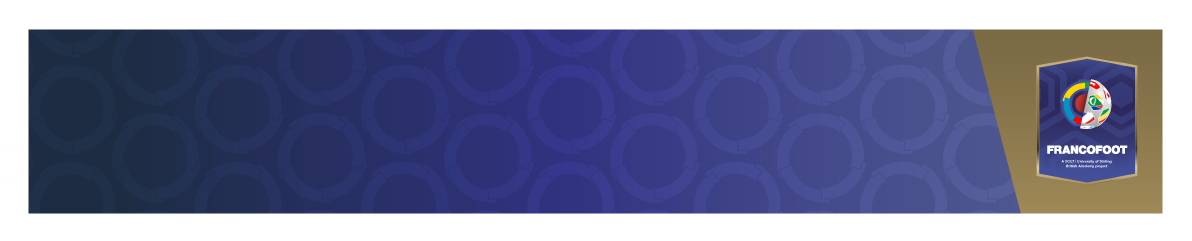 FRANCOFOOT
A SCCT | University of Stirling
British Academy project